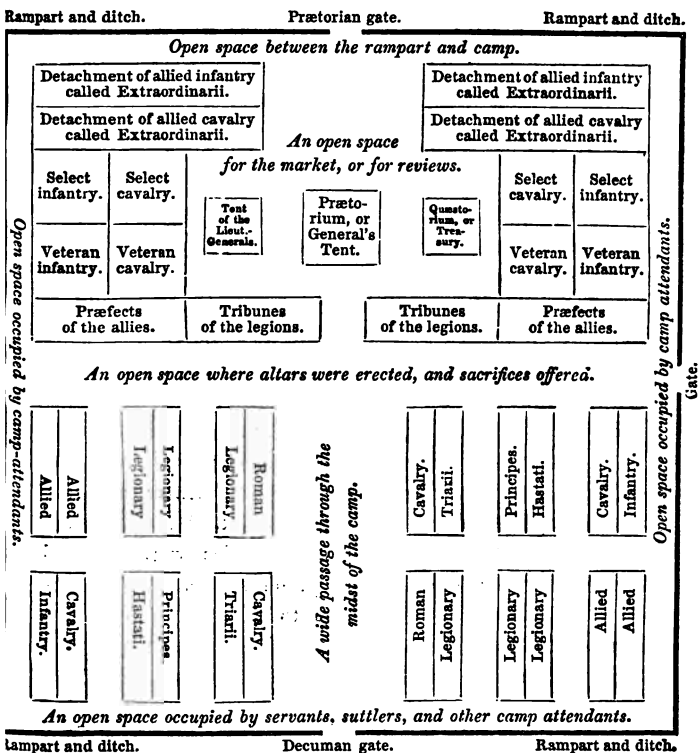 Rampart and ditch. Prætorian gate. Rampart and ditch.
Open space between the rampart and camp.
Detachment of allied infantry
called Extraordinarii.
Detachment of allied cavalry
called Extraordinarii.
Detachment of allied infantry
called Extraordinarii.
Detachment of allied cavalry
called Extraordinarii.
An open space
for the market, or for reviews.
Select
infantry.
Select
cavalry.
Veteran
infantry.
Veteran
cavalry.
Tent
of the
Lieut.-
Generals.
Præto-
rium, or
General's
Tent.
Quæsto-
rium, or
Trea-
sury.
Select
cavalry.
Select
infantry.
Veteran
cavalry.
Veteran
infantry.
Præfects
of the allies.
Tribunes
of the legions.
Tribunes
of the legions.
Præfects
of the allies.
Open space occupied by camp-attendants.
Open space occupied by camp attendants.
Gate.
An open space where altars were erected, and sacrifices offered.
Allied
Allied
Legionary
Legionary
Legionary
Roman
A wide passage through the
midst of the camp.
Cavalry.
Triarii.
Principes.
Hastati.
Cavalry.
Infantry.
Infantry.
Cavalry.
Hastati.
Principes
Triarii.
Cavalry.
Roman
Legionary
Legionary
Legionary
Allied
Allied
An open space occupied by servants, suttlers, and other camp attendants.
Rampart and ditch. Decuman gate. Rampart and ditch.